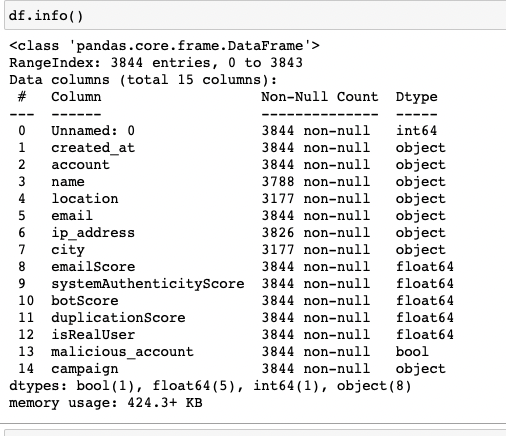 df.info()
<class 'pandas.core.frame.DataFrame'>
RangeIndex: 3844 entries, 0 to 3843
Data columns (total 15 columns):
 #   Column                   Non-Null Count  Dtype
---  ------                   --------------  -----
 0   Unnamed: 0               3844 non-null   int64
 1   created_at               3844 non-null   object
 2   account                  3844 non-null   object
 3   name                     3788 non-null   object
 4   location                 3177 non-null   object
 5   email                    3844 non-null   object
 6   ip_address               3826 non-null   object
 7   city                     3177 non-null   object
 8   emailScore               3844 non-null   float64
 9   systemAuthenticityScore  3844 non-null   float64
 10  botScore                 3844 non-null   float64
 11  duplicationScore         3844 non-null   float64
 12  isRealUser               3844 non-null   float64
 13  malicious_account        3844 non-null   bool
 14  campaign                 3844 non-null   object
dtypes: bool(1), float64(5), int64(1), object(8)
memory usage: 424.3+ KB